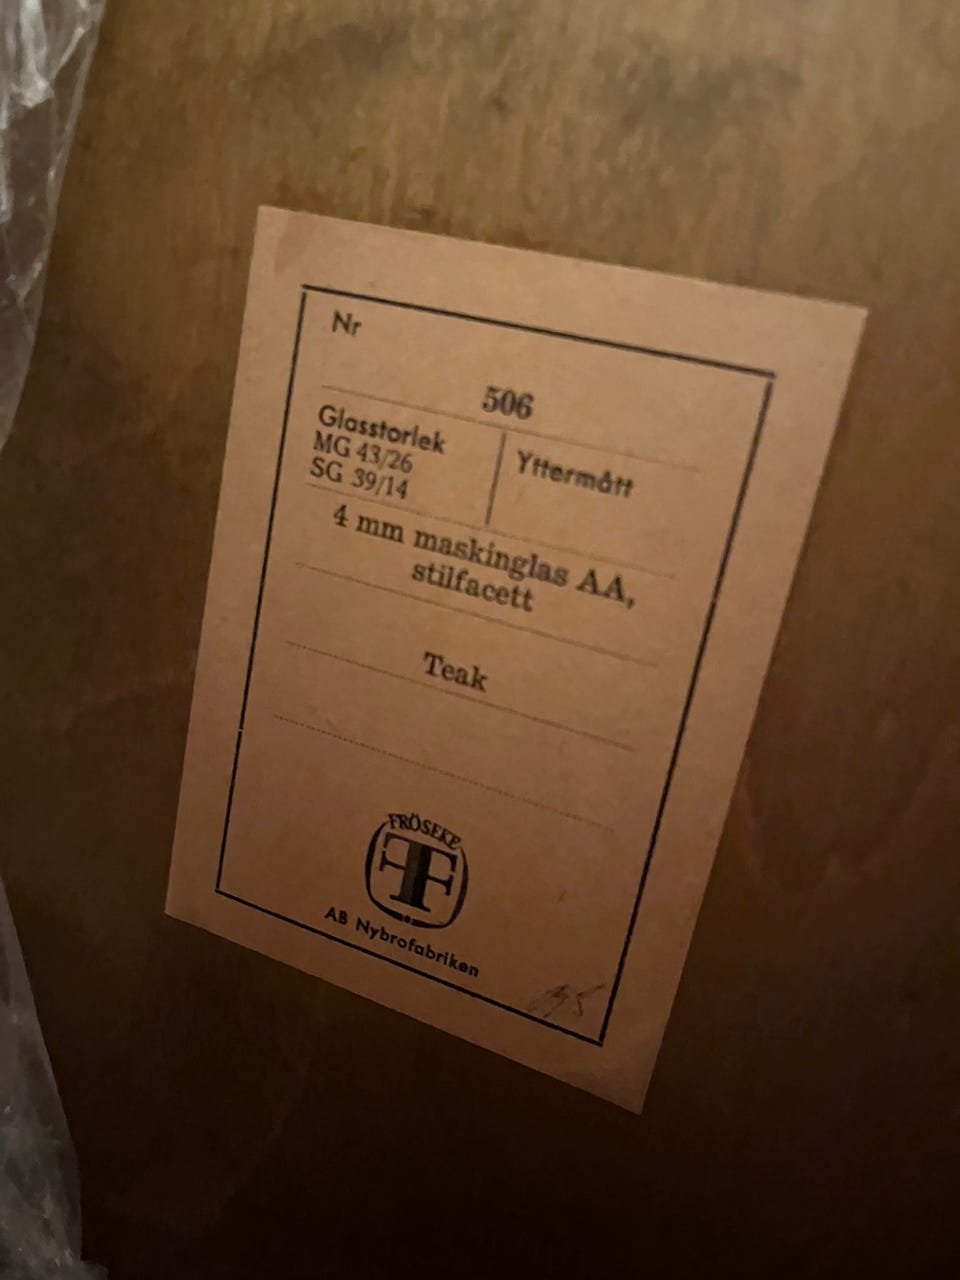 Nr
506
Glasstorlek
MG 43/26
SG 39/14
Yttermått
4 mm maskinglas AA,
stilfacett
Teak
FRÖSEKE
AB Nybrofabriken